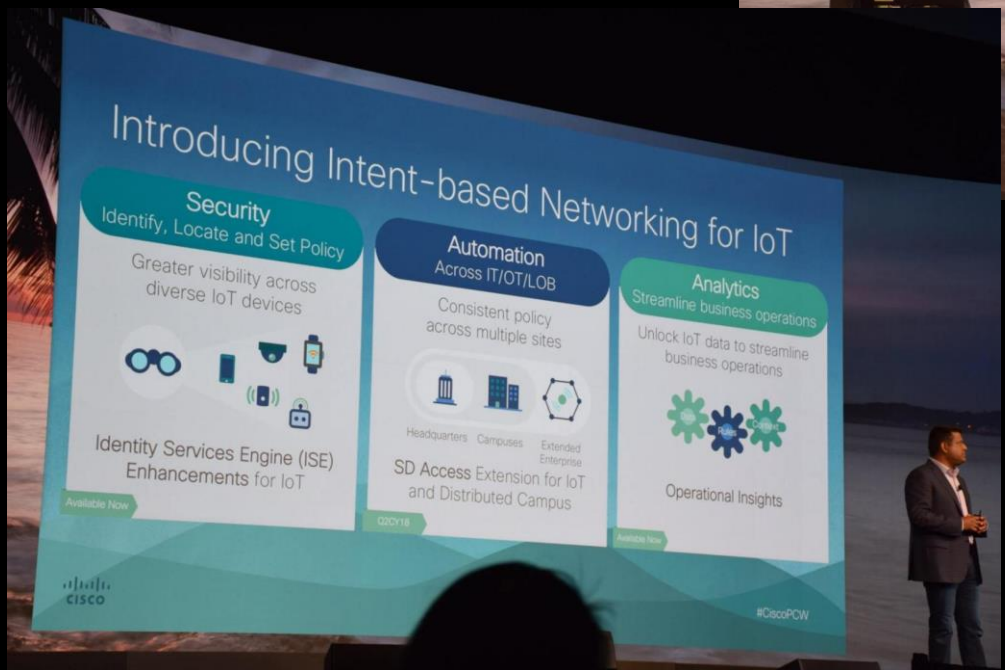 Introducing Intent-based Networking for IoT
Security
Identify, Locate and Set Policy
Greater visibility across
diverse IoT devices
Identity Services Engine (ISE)
Enhancements for IoT
Available Now
Automation
Across IT/OT/LOB
Consistent policy
across multiple sites
Headquarters
Campuses
Extended
Enterprise
SD Access Extension for IoT
and Distributed Campus
Q2CY18
Analytics
Streamline business operations
Unlock IoT data to streamline
business operations
Rules
Context
Operational Insights
Available Now
CISCO
#CiscoPCW